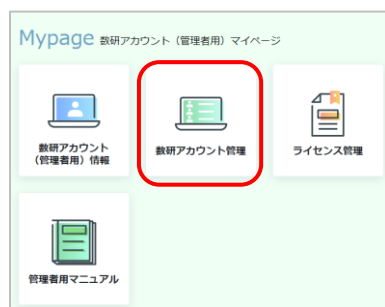 Mypage 数研アカウント（管理者用）マイページ
数研アカウント
（管理者用）情報
数研アカウント管理
ライセンス管理
管理者用マニュアル